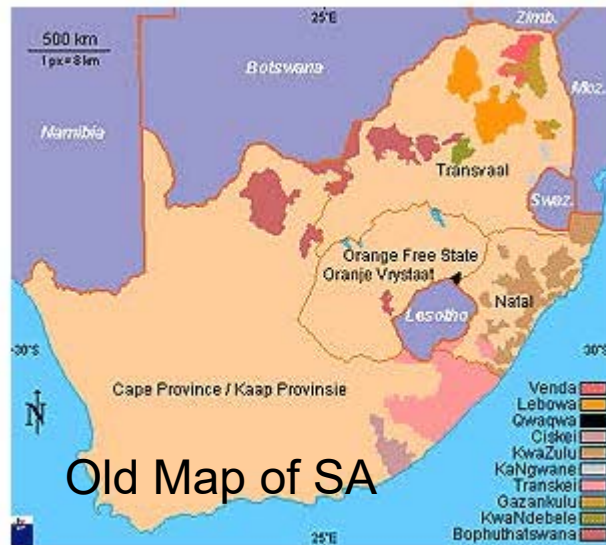 25°E
Zimb.
500 km
1 px = 8 km
Botswana
Moz.
Namibia
Transvaal
Swaz.
Orange Free State
Oranje Vrystaat
Natal
Lesotho
-30°S
30°S
Cape Province / Kaap Provinsie
N
Venda
Lebowa
Qwaqwa
Ciskei
KwaZulu
KaNgwane
Transkei
Gazankulu
KwaNdebele
Bophuthatswana
Old Map of SA
25°E